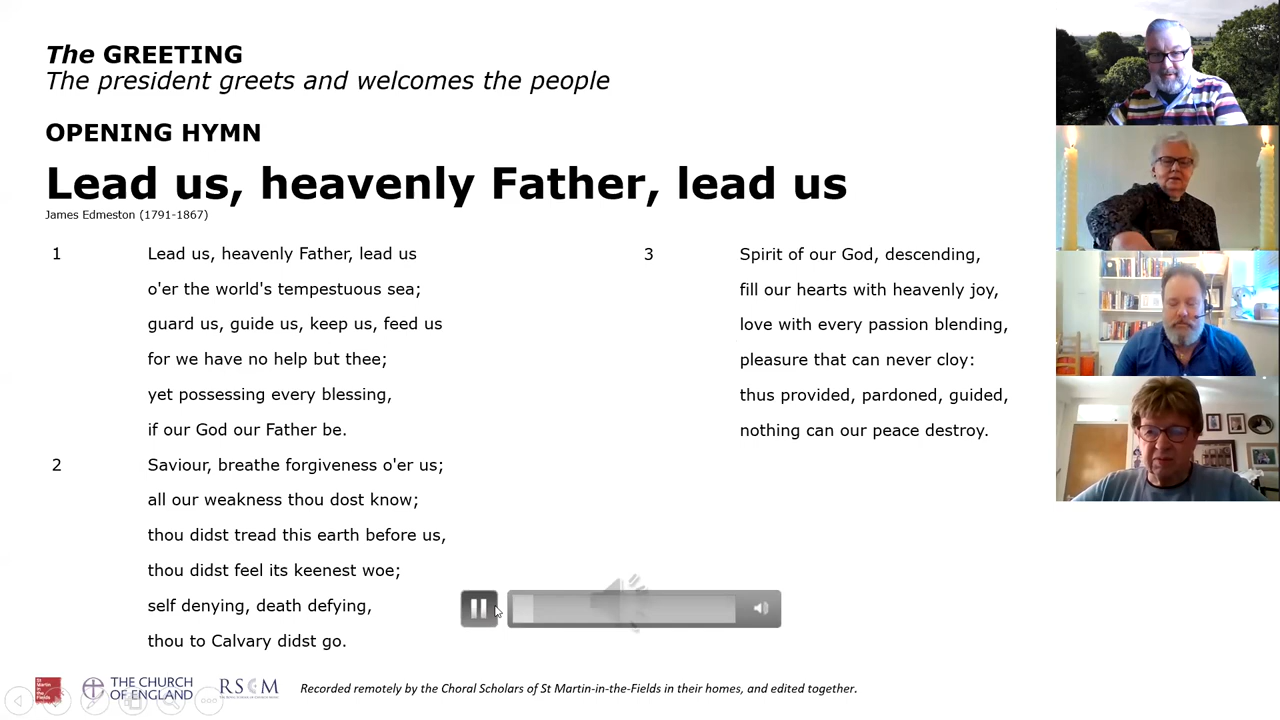 The GREETING
The president greets and welcomes the people
OPENING HYMN
Lead us, heavenly Father, lead us
James Edmeston (1791-1867)
1 Lead us, heavenly Father, lead us
o'er the world's tempestuous sea;
guard us, guide us, keep us, feed us
for we have no help but thee;
yet possessing every blessing,
if our God our Father be.
2 Saviour, breathe forgiveness o'er us;
all our weakness thou dost know;
thou didst tread this earth before us,
thou didst feel its keenest woe;
self denying, death defying,
thou to Calvary didst go.
3 Spirit of our God, descending,
fill our hearts with heavenly joy,
love with every passion blending,
pleasure that can never cloy:
thus provided, pardoned, guided,
nothing can our peace destroy.
St
Martin
in the
Fields
THE CHURCH
OF ENGLAND
RSCM
Recorded remotely by the Choral Scholars of St Martin-in-the-Fields in their homes, and edited together.